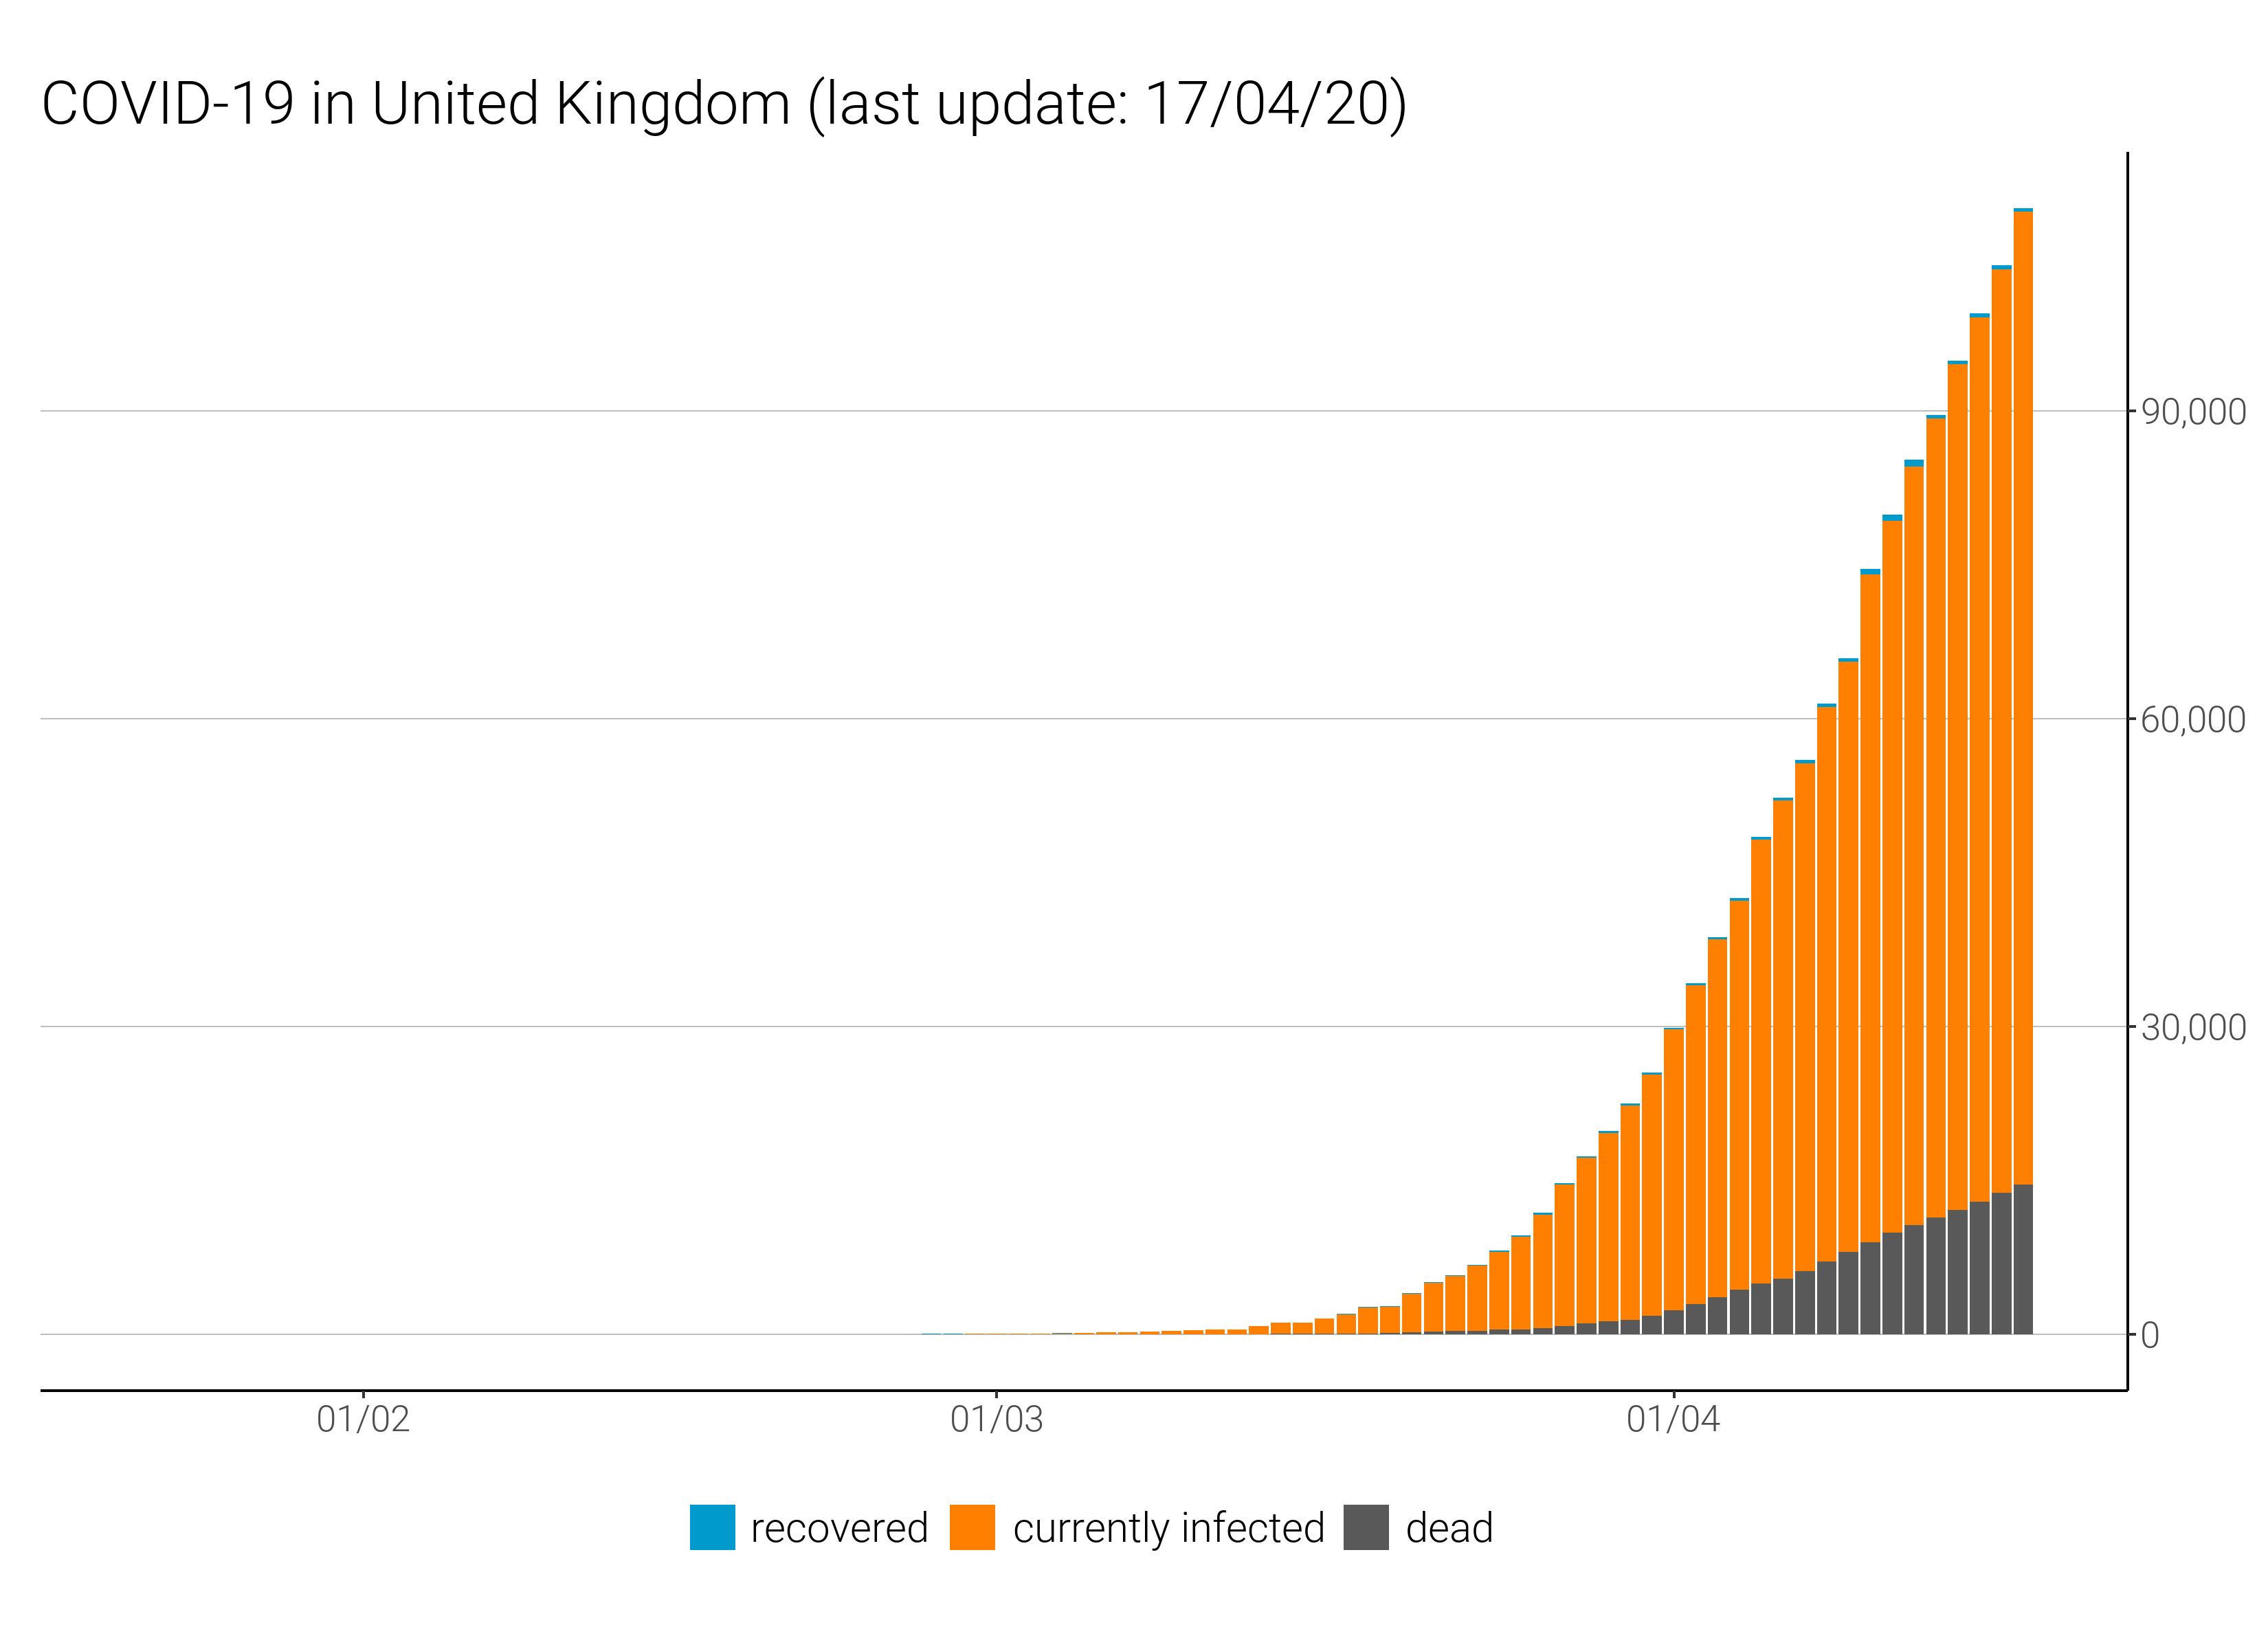 COVID-19 in United Kingdom (last update: 17/04/20)
90,000
60,000
30,000
0
01/02 01/03 01/04
recovered currently infected dead